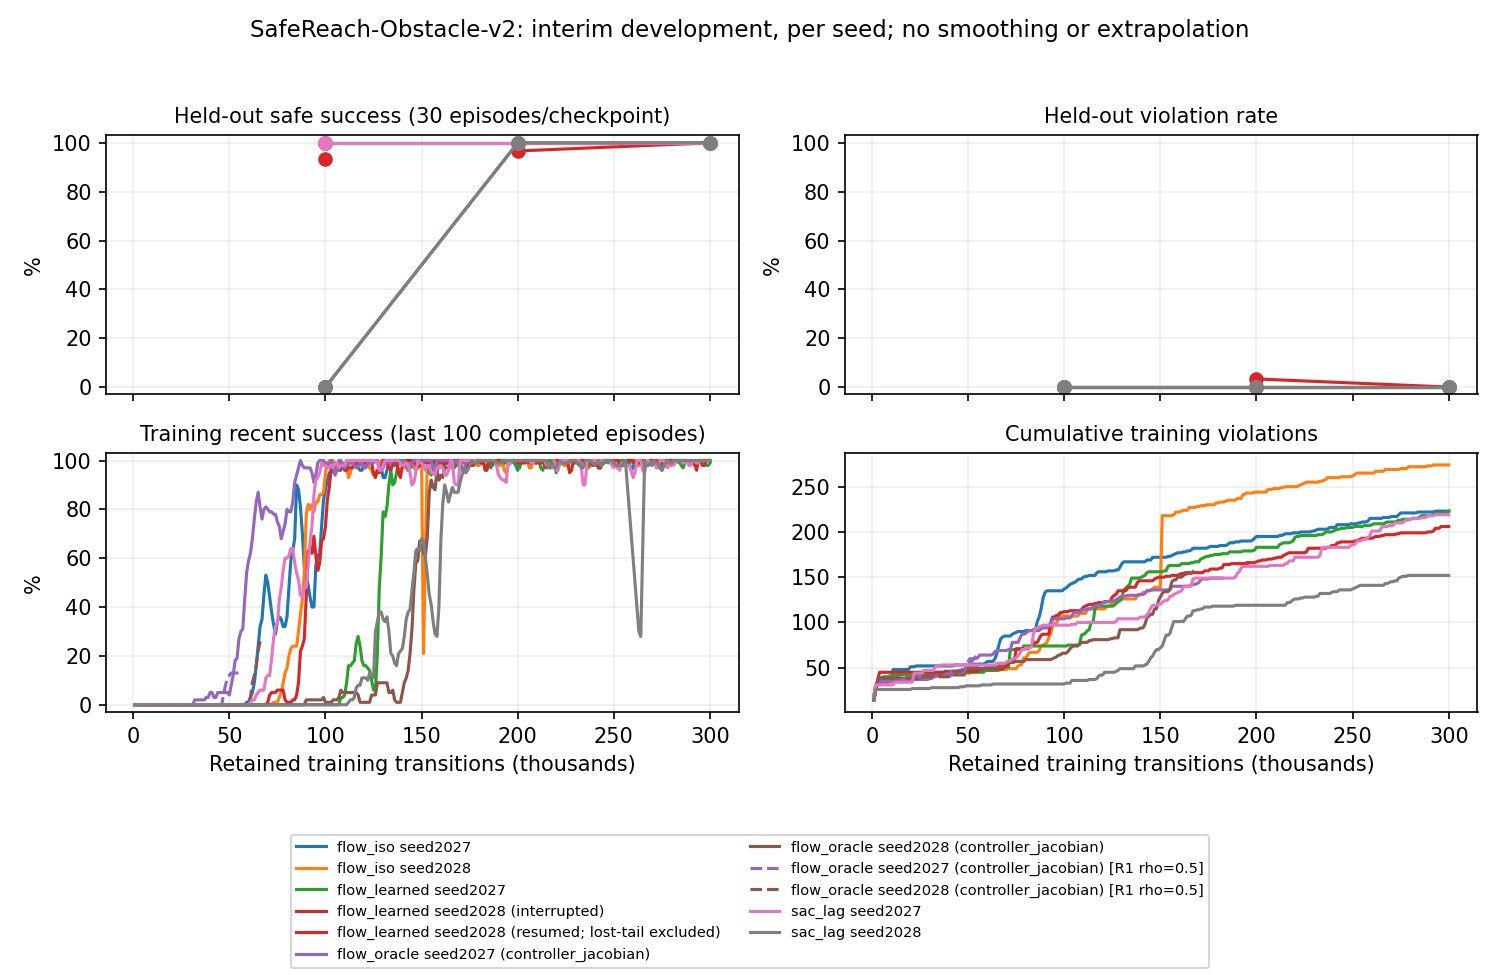 SafeReach-Obstacle-v2: interim development, per seed; no smoothing or extrapolation
Held-out safe success (30 episodes/checkpoint)
100
80
60
40
20
0
%
Held-out violation rate
100
80
60
40
20
0
%
Training recent success (last 100 completed episodes)
100
80
60
40
20
0
%
0 50 100 150 200 250 300
Retained training transitions (thousands)
Cumulative training violations
250
200
150
100
50
0 50 100 150 200 250 300
Retained training transitions (thousands)
flow_iso seed2027
flow_iso seed2028
flow_learned seed2027
flow_learned seed2028 (interrupted)
flow_learned seed2028 (resumed; lost-tail excluded)
flow_oracle seed2027 (controller_jacobian)
flow_oracle seed2028 (controller_jacobian)
flow_oracle seed2027 (controller_jacobian) [R1 rho=0.5]
flow_oracle seed2028 (controller_jacobian) [R1 rho=0.5]
sac_lag seed2027
sac_lag seed2028